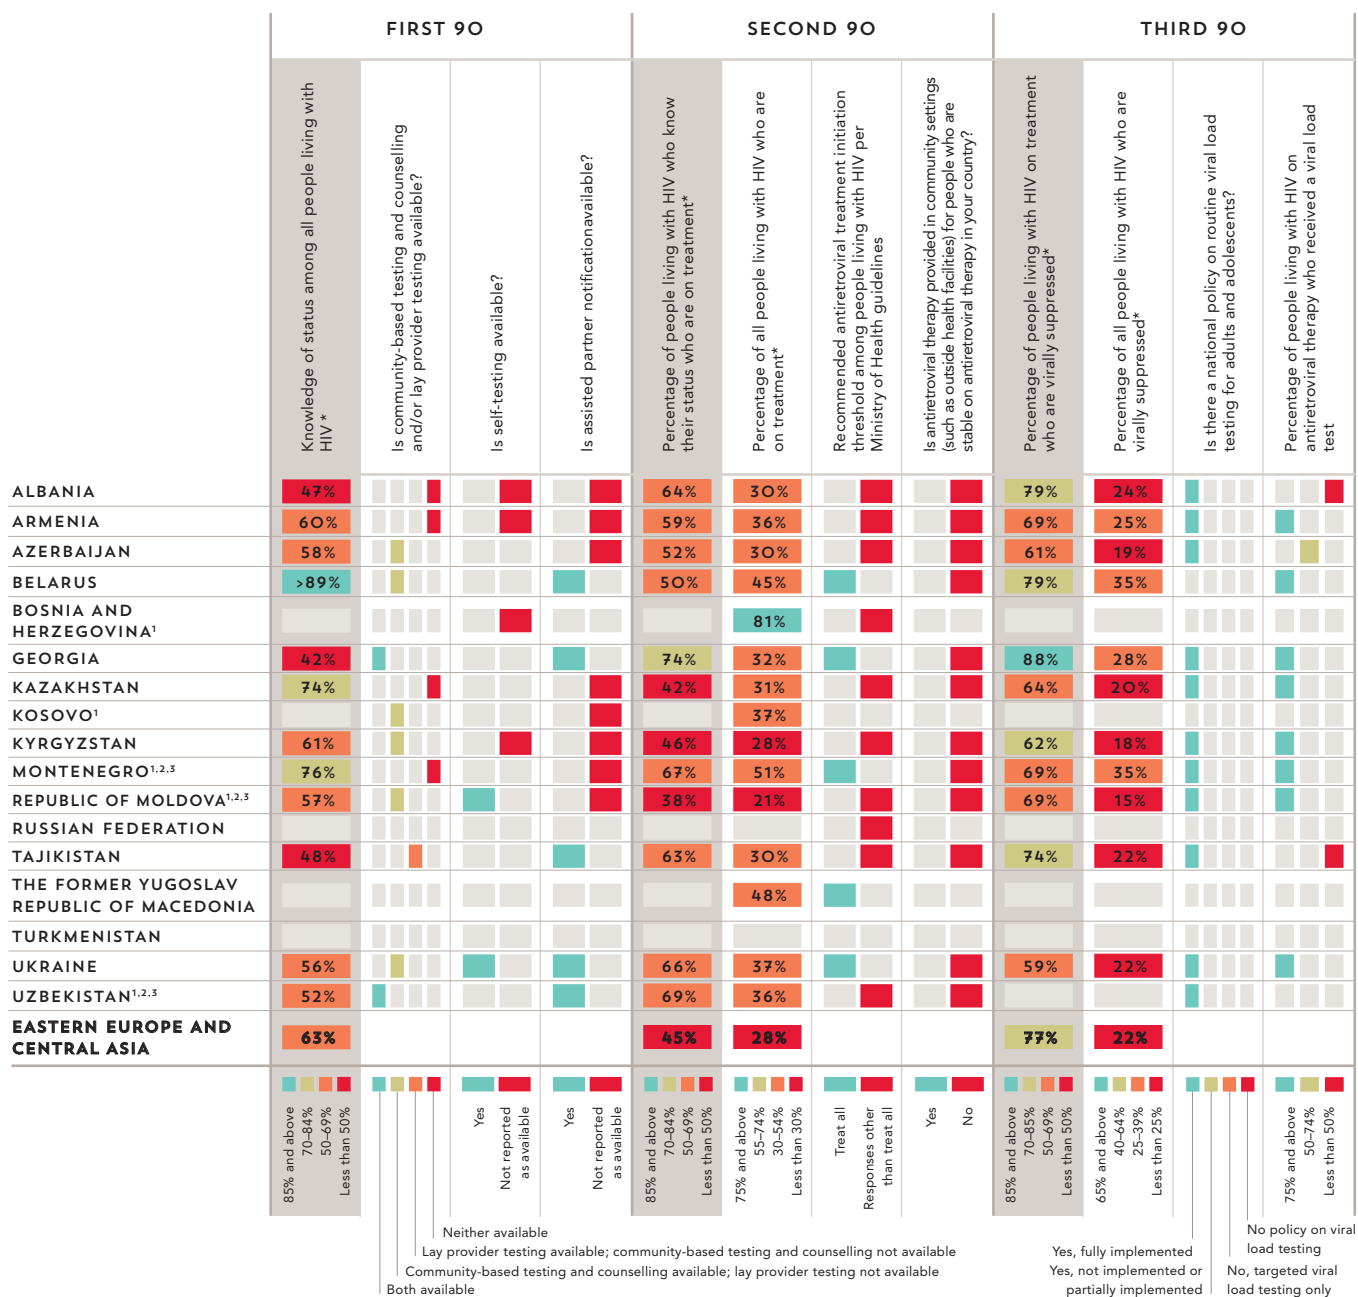 FIRST 90
SECOND 90
THIRD 90
Knowledge of status among all people living with
HIV *
Is community-based testing and counselling
and/or lay provider testing available?
Is self-testing available?
Is assisted partner notificationavailable?
Percentage of people living with HIV who know
their status who are on treatment*
Percentage of all people living with HIV who are
on treatment*
Recommended antiretroviral treatment initiation
threshold among people living with HIV per
Ministry of Health guidelines
Is antiretroviral therapy provided in community settings
(such as outside health facilities) for people who are
stable on antiretroviral therapy in your country?
Percentage of people living with HIV on treatment
who are virally suppressed*
Percentage of all people living with HIV who are
virally suppressed*
Is there a national policy on routine viral load
testing for adults and adolescents?
Percentage of people living with HIV on
antiretroviral therapy who received a viral load
test
ALBANIA 47% 64% 30% 79% 24%
ARMENIA 60% 59% 36% 69% 25%
AZERBAIJAN 58% 52% 30% 61% 19%
BELARUS >89% 50% 45% 79% 35%
BOSNIA AND
HERZEGOVINA¹ 81%
GEORGIA 42% 74% 32% 88% 28%
KAZAKHSTAN 74% 42% 31% 64% 20%
KOSOVO¹ 37%
KYRGYZSTAN 61% 46% 28% 62% 18%
MONTENEGRO¹,²,³ 76% 67% 51% 69% 35%
REPUBLIC OF MOLDOVA¹,²,³ 57% 38% 21% 69% 15%
RUSSIAN FEDERATION
TAJIKISTAN 48% 63% 30% 74% 22%
THE FORMER YUGOSLAV
REPUBLIC OF MACEDONIA 48%
TURKMENISTAN
UKRAINE 56% 66% 37% 59% 22%
UZBEKISTAN¹,²,³ 52% 69% 36%
EASTERN EUROPE AND
CENTRAL ASIA 63% 45% 28% 77% 22%
85% and above
70–84%
50–69%
Less than 50%
Yes
Not reported
as available
Yes
Not reported
as available
85% and above
70–84%
50–69%
Less than 50%
75% and above
55–74%
30–54%
Less than 30%
Treat all
Responses other
than treat all
Yes
No
85% and above
70–85%
50–69%
Less than 50%
65% and above
40–64%
25–39%
Less than 25%
75% and above
50–74%
Less than 50%
Neither available
Lay provider testing available; community-based testing and counselling not available
Community-based testing and counselling available; lay provider testing not available
Both available
No policy on viral
load testing
Yes, fully implemented
Yes, not implemented or
partially implemented
No, targeted viral
load testing only